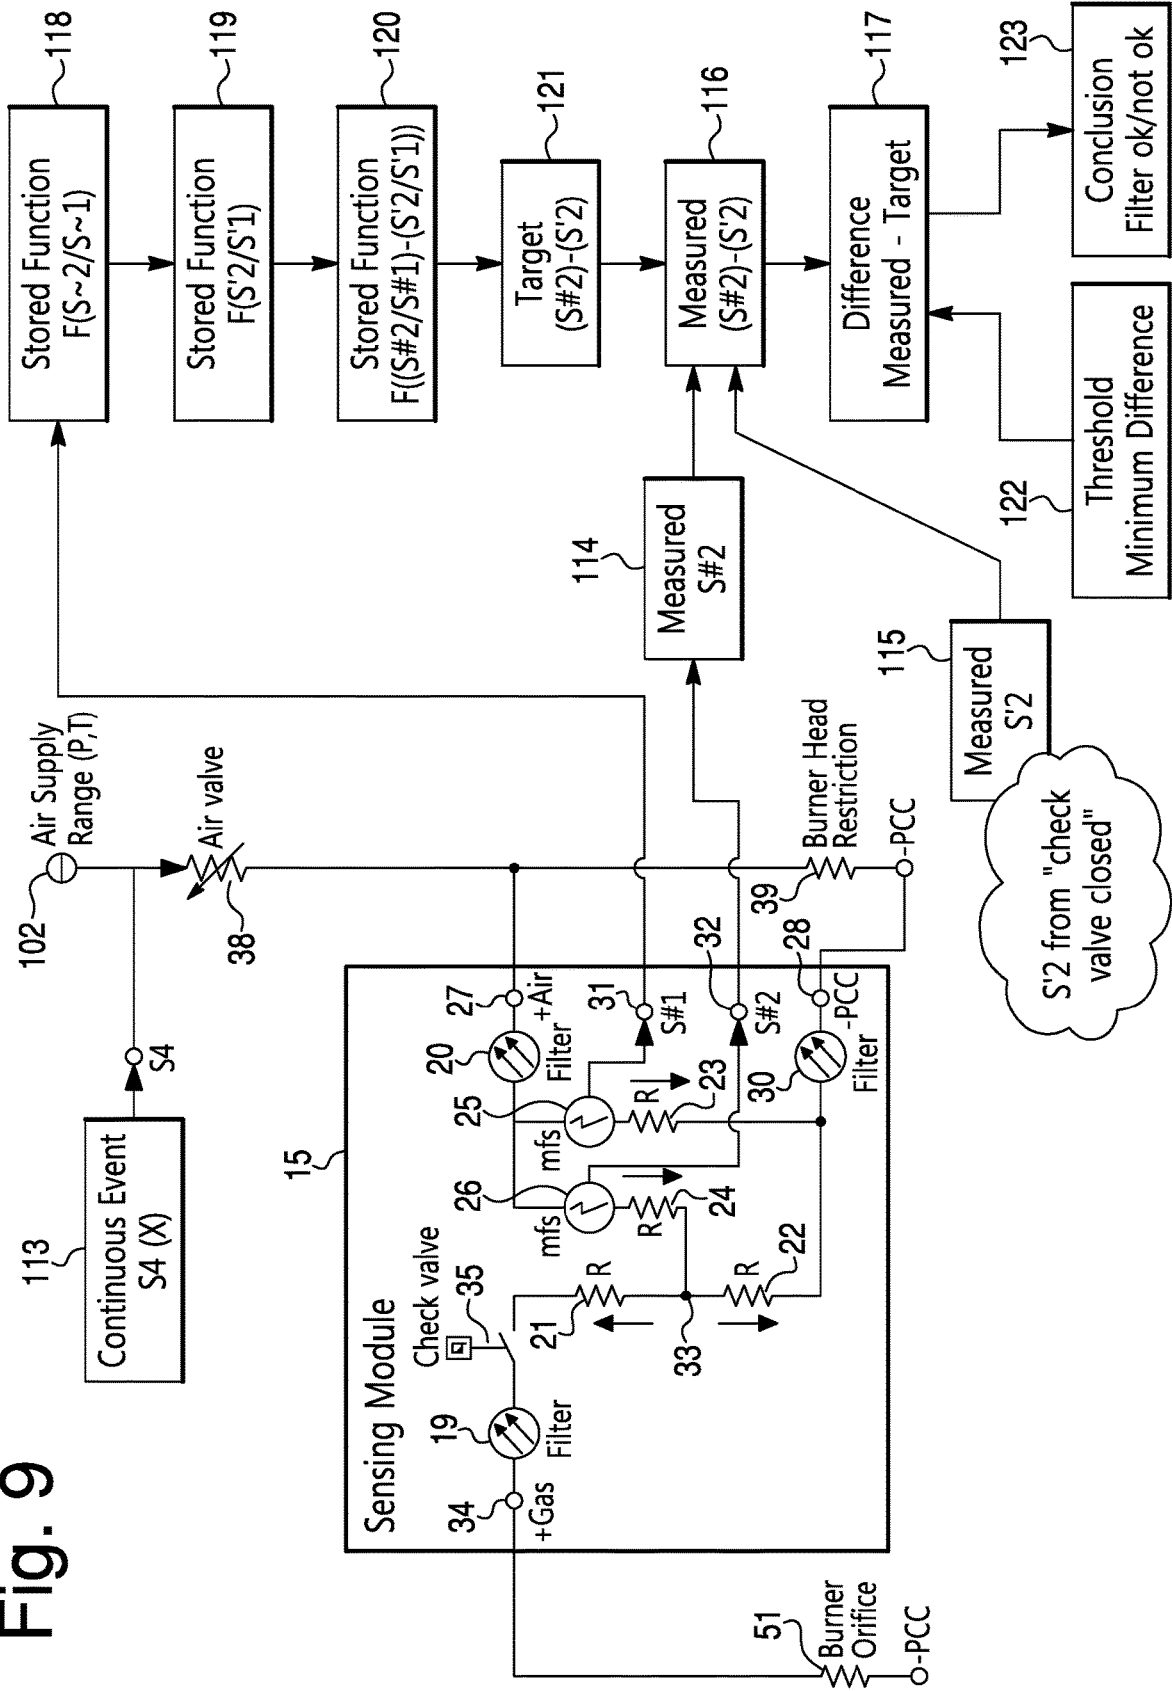 Fig. 9
113
Continuous Event
S4 (X)
S4
102
Air Supply
Range (P,T)
Air valve
38
118
Stored Function
F(S~2/S~1)
119
Stored Function
F(S'2/S'1)
120
Stored Function
F((S#2/S#1)-(S'2/S'1))
121
Target
(S#2)-(S'2)
116
Measured
(S#2)-(S'2)
117
Difference
Measured - Target
123
Conclusion
Filter ok/not ok
122
Threshold
Minimum Difference
114
Measured
S#2
115
Measured
S'2
S'2 from "check
valve closed"
15
Sensing Module
34
+Gas
19
Filter
Check valve
35
21
R
33
R
22
26
mfs
R
24
25
mfs
R
23
20
Filter
27
+Air
31
S#1
32
S#2
30
Filter
28
-PCC
39
Burner Head
Restriction
-PCC
51
Burner
Orifice
-PCC